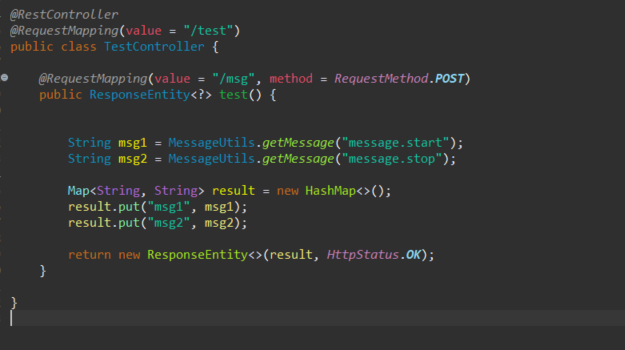 @RestController
@RequestMapping(value = "/test")
public class TestController {
@RequestMapping(value = "/msg", method = RequestMethod.POST)
public ResponseEntity<?> test() {
String msg1 = MessageUtils.getMessage("message.start");
String msg2 = MessageUtils.getMessage("message.stop");
Map<String, String> result = new HashMap<>();
result.put("msg1", msg1);
result.put("msg2", msg2);
return new ResponseEntity<>(result, HttpStatus.OK);
}
}